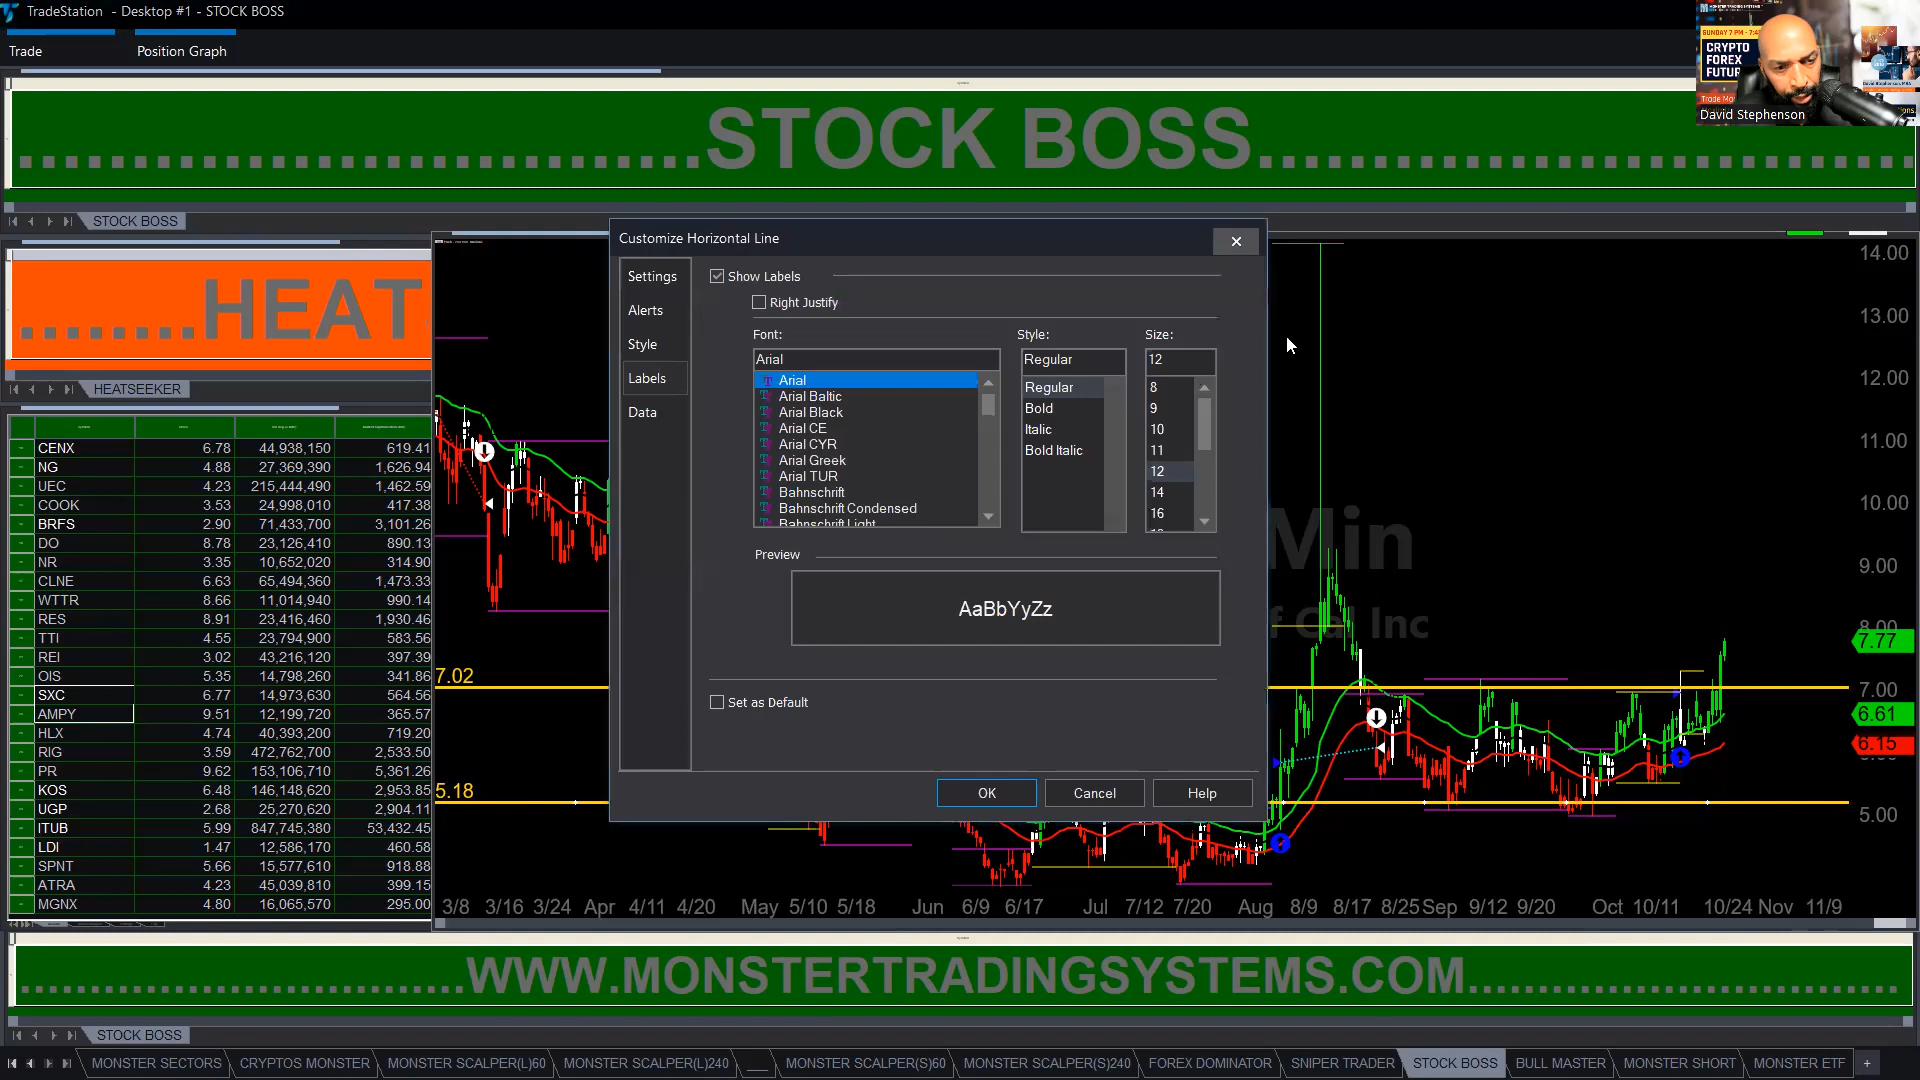 TradeStation - Desktop #1 - STOCK BOSS
Trade Position Graph
SUNDAY 7 PM - 7:4
CRYPTO
FOREX
FUTUR
David Stephenson
STOCK BOSS
STOCK BOSS
HEAT
HEATSEEKER
CENX 6.78 44,938,150 619.41
NG 4.88 27,369,390 1,626.94
UEC 4.23 215,444,490 1,462.59
COOK 3.53 24,998,010 417.38
BRFS 2.90 71,433,700 3,101.26
DO 8.78 23,126,410 890.13
NR 3.35 10,652,020 314.90
CLNE 6.63 65,494,360 1,473.33
WTTR 8.66 11,014,940 990.14
RES 8.91 23,416,460 1,930.46
TTI 4.55 23,794,900 583.56
REI 3.02 43,216,120 397.39
OIS 5.35 14,798,260 341.86
SXC 6.77 14,973,630 564.56
AMPY 9.51 12,199,720 365.57
HLX 4.74 40,393,200 719.20
RIG 3.59 472,762,700 2,533.50
PR 9.62 153,106,710 5,361.26
KOS 6.48 146,148,620 2,953.85
UGP 2.68 25,270,620 2,904.11
ITUB 5.99 847,745,380 53,432.45
LDI 1.47 12,586,170 460.58
SPNT 5.66 15,577,610 918.88
ATRA 4.23 45,039,810 399.15
MGNX 4.80 16,065,570 295.00
Customize Horizontal Line
Settings
Alerts
Style
Labels
Data
Show Labels
Right Justify
Font: Style: Size:
Arial Regular 12
Arial
Arial Baltic
Arial Black
Arial CE
Arial CYR
Arial Greek
Arial TUR
Bahnschrift
Bahnschrift Condensed
Bahnschrift Light
Regular
Bold
Italic
Bold Italic
8
9
10
11
12
14
16
Preview
AaBbYyZz
Set as Default
OK Cancel Help
7.02
5.18
Min
f Cal Inc
14.00
13.00
12.00
11.00
10.00
9.00
8.00
7.77
7.00
6.61
6.15
5.00
3/8 3/16 3/24 Apr 4/11 4/20 May 5/10 5/18 Jun 6/9 6/17 Jul 7/12 7/20 Aug 8/9 8/17 8/25 Sep 9/12 9/20 Oct 10/11 10/24 Nov 11/9
WWW.MONSTERTRADINGSYSTEMS.COM
STOCK BOSS
MONSTER SECTORS CRYPTOS MONSTER MONSTER SCALPER(L)60 MONSTER SCALPER(L)240 ___ MONSTER SCALPER(S)60 MONSTER SCALPER(S)240 FOREX DOMINATOR SNIPER TRADER STOCK BOSS BULL MASTER MONSTER SHORT MONSTER ETF +